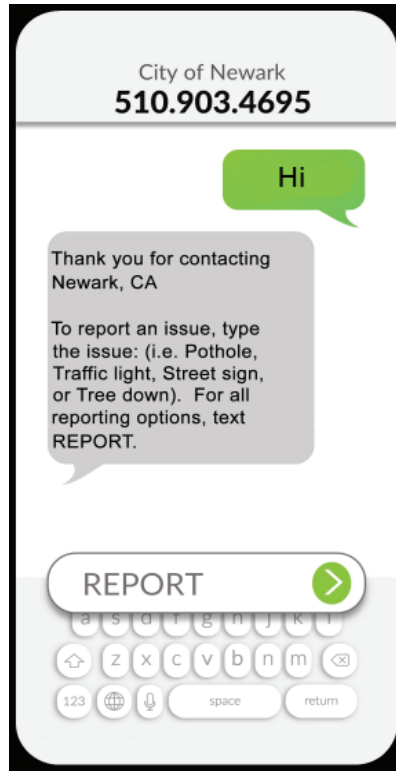 City of Newark
510.903.4695
Hi
Thank you for contacting
Newark, CA
To report an issue, type
the issue: (i.e. Pothole,
Traffic light, Street sign,
or Tree down).  For all
reporting options, text
REPORT.
REPORT
a s d f g h j k l
z x c v b n m
123 space return